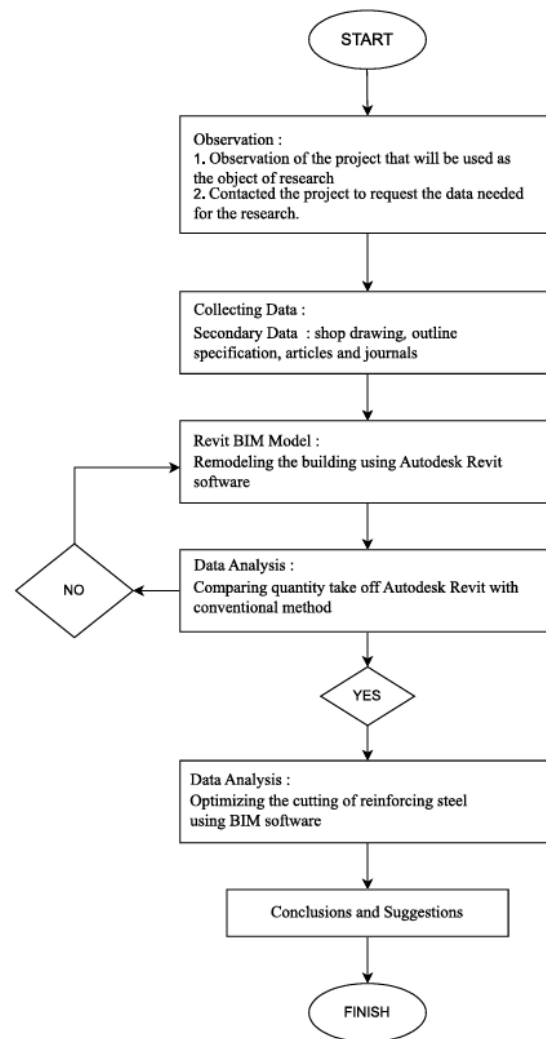 START
Observation :
1. Observation of the project that will be used as
the object of research
2. Contacted the project to request the data needed
for the research.
Collecting Data :
Secondary Data : shop drawing, outline
specification, articles and journals
Revit BIM Model :
Remodeling the building using Autodesk Revit
software
Data Analysis :
Comparing quantity take off Autodesk Revit with
conventional method
NO
YES
Data Analysis :
Optimizing the cutting of reinforcing steel
using BIM software
Conclusions and Suggestions
FINISH